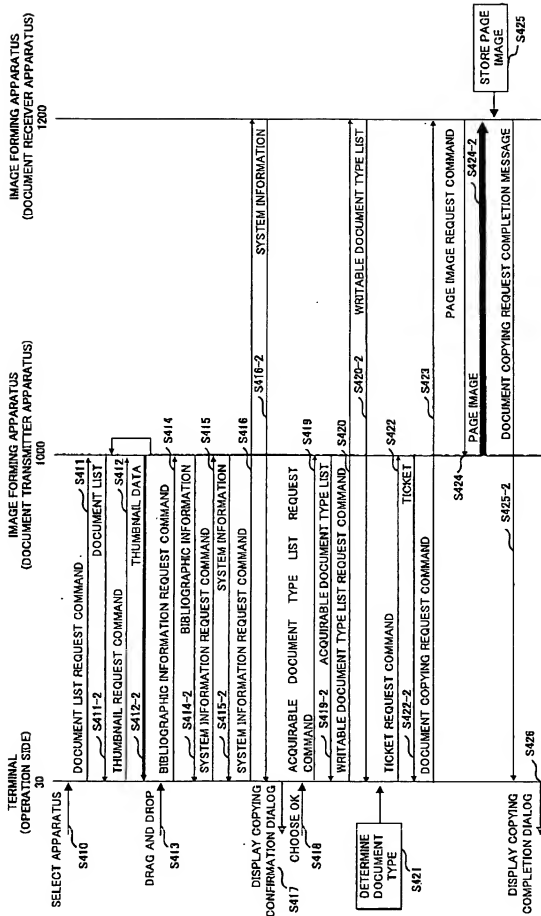 TERMINAL
(OPERATION SIDE)
IMAGE FORMING APPARATUS
(DOCUMENT TRANSMITTER APPARATUS)
IMAGE FORMING APPARATUS
(DOCUMENT RECEIVER APPARATUS)
30
1000
1200
SELECT APPARATUS
S410
DOCUMENT LIST REQUEST COMMAND
S411
S411-2
DOCUMENT LIST
THUMBNAIL REQUEST COMMAND
S412
S412-2
THUMBNAIL DATA
DRAG AND DROP
S413
BIBLIOGRAPHIC INFORMATION REQUEST COMMAND
S414
S414-2
BIBLIOGRAPHIC INFORMATION
SYSTEM INFORMATION REQUEST COMMAND
S415
S415-2
SYSTEM INFORMATION
SYSTEM INFORMATION REQUEST COMMAND
S416
S416-2
SYSTEM INFORMATION
DISPLAY COPYING
CONFIRMATION DIALOG
S417
CHOOSE OK
S418
ACQUIRABLE DOCUMENT TYPE LIST REQUEST
COMMAND
S419
S419-2
ACQUIRABLE DOCUMENT TYPE LIST
WRITABLE DOCUMENT TYPE LIST REQUEST COMMAND
S420
S420-2
WRITABLE DOCUMENT TYPE LIST
DETERMINE
DOCUMENT
TYPE
S421
TICKET REQUEST COMMAND
S422
S422-2
TICKET
DOCUMENT COPYING REQUEST COMMAND
S423
PAGE IMAGE REQUEST COMMAND
S424
PAGE IMAGE
S424-2
STORE PAGE
IMAGE
S425
S425-2
DOCUMENT COPYING REQUEST COMPLETION MESSAGE
DISPLAY COPYING
COMPLETION DIALOG
S426